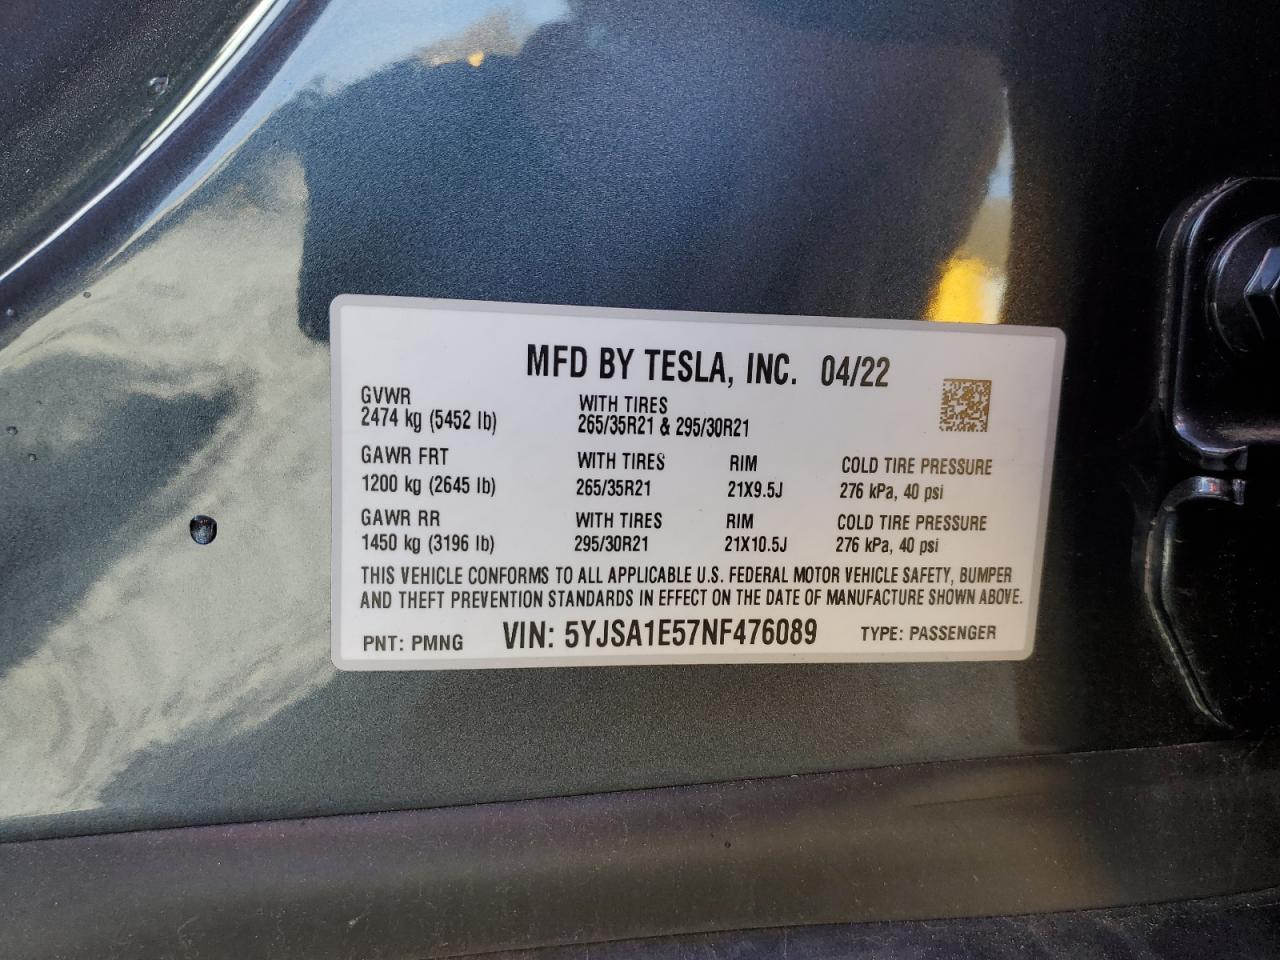 MFD BY TESLA, INC. 04/22
GVWR WITH TIRES
2474 kg (5452 lb) 265/35R21 & 295/30R21
GAWR FRT WITH TIRES RIM COLD TIRE PRESSURE
1200 kg (2645 lb) 265/35R21 21X9.5J 276 kPa, 40 psi
GAWR RR WITH TIRES RIM COLD TIRE PRESSURE
1450 kg (3196 lb) 295/30R21 21X10.5J 276 kPa, 40 psi
THIS VEHICLE CONFORMS TO ALL APPLICABLE U.S. FEDERAL MOTOR VEHICLE SAFETY, BUMPER
AND THEFT PREVENTION STANDARDS IN EFFECT ON THE DATE OF MANUFACTURE SHOWN ABOVE.
PNT: PMNG VIN: 5YJSA1E57NF476089 TYPE: PASSENGER